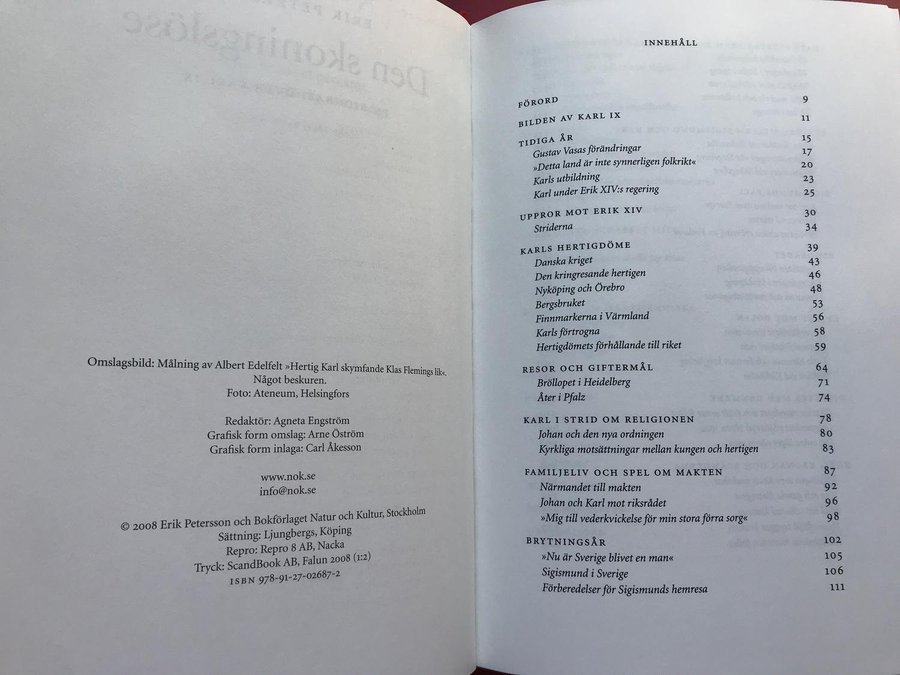 Den skoningslöse
Omslagsbild: Målning av Albert Edelfelt »Hertig Karl skymfande Klas Flemings lik«.
Något beskuren.
Foto: Ateneum, Helsingfors
Redaktör: Agneta Engström
Grafisk form omslag: Arne Öström
Grafisk form inlaga: Carl Åkesson
www.nok.se
info@nok.se
© 2008 Erik Petersson och Bokförlaget Natur och Kultur, Stockholm
Sättning: Ljungbergs, Köping
Repro: Repro 8 AB, Nacka
Tryck: ScandBook AB, Falun 2008 (1:2)
ISBN 978-91-27-02687-2
INNEHÅLL
FÖRORD 9
BILDEN AV KARL IX 11
TIDIGA ÅR 15
Gustav Vasas förändringar 17
»Detta land är inte synnerligen folkrikt« 20
Karls utbildning 23
Karl under Erik XIV:s regering 25
UPPROR MOT ERIK XIV 30
Striderna 34
KARLS HERTIGDÖME 39
Danska kriget 43
Den kringresande hertigen 46
Nyköping och Örebro 48
Bergsbruket 53
Finnmarkerna i Värmland 56
Karls förtrogna 58
Hertigdömets förhållande till riket 59
RESOR OCH GIFTERMÅL 64
Bröllopet i Heidelberg 71
Åter i Pfalz 74
KARL I STRID OM RELIGIONEN 78
Johan och den nya ordningen 80
Kyrkliga motsättningar mellan kungen och hertigen 83
FAMILJELIV OCH SPEL OM MAKTEN 87
Närmandet till makten 92
Johan och Karl mot riksrådet 96
»Mig till vederkvickelse för min stora förra sorg« 98
BRYTNINGSÅR 102
»Nu är Sverige blivet en man« 105
Sigismund i Sverige 106
Förberedelser för Sigismunds hemresa 111